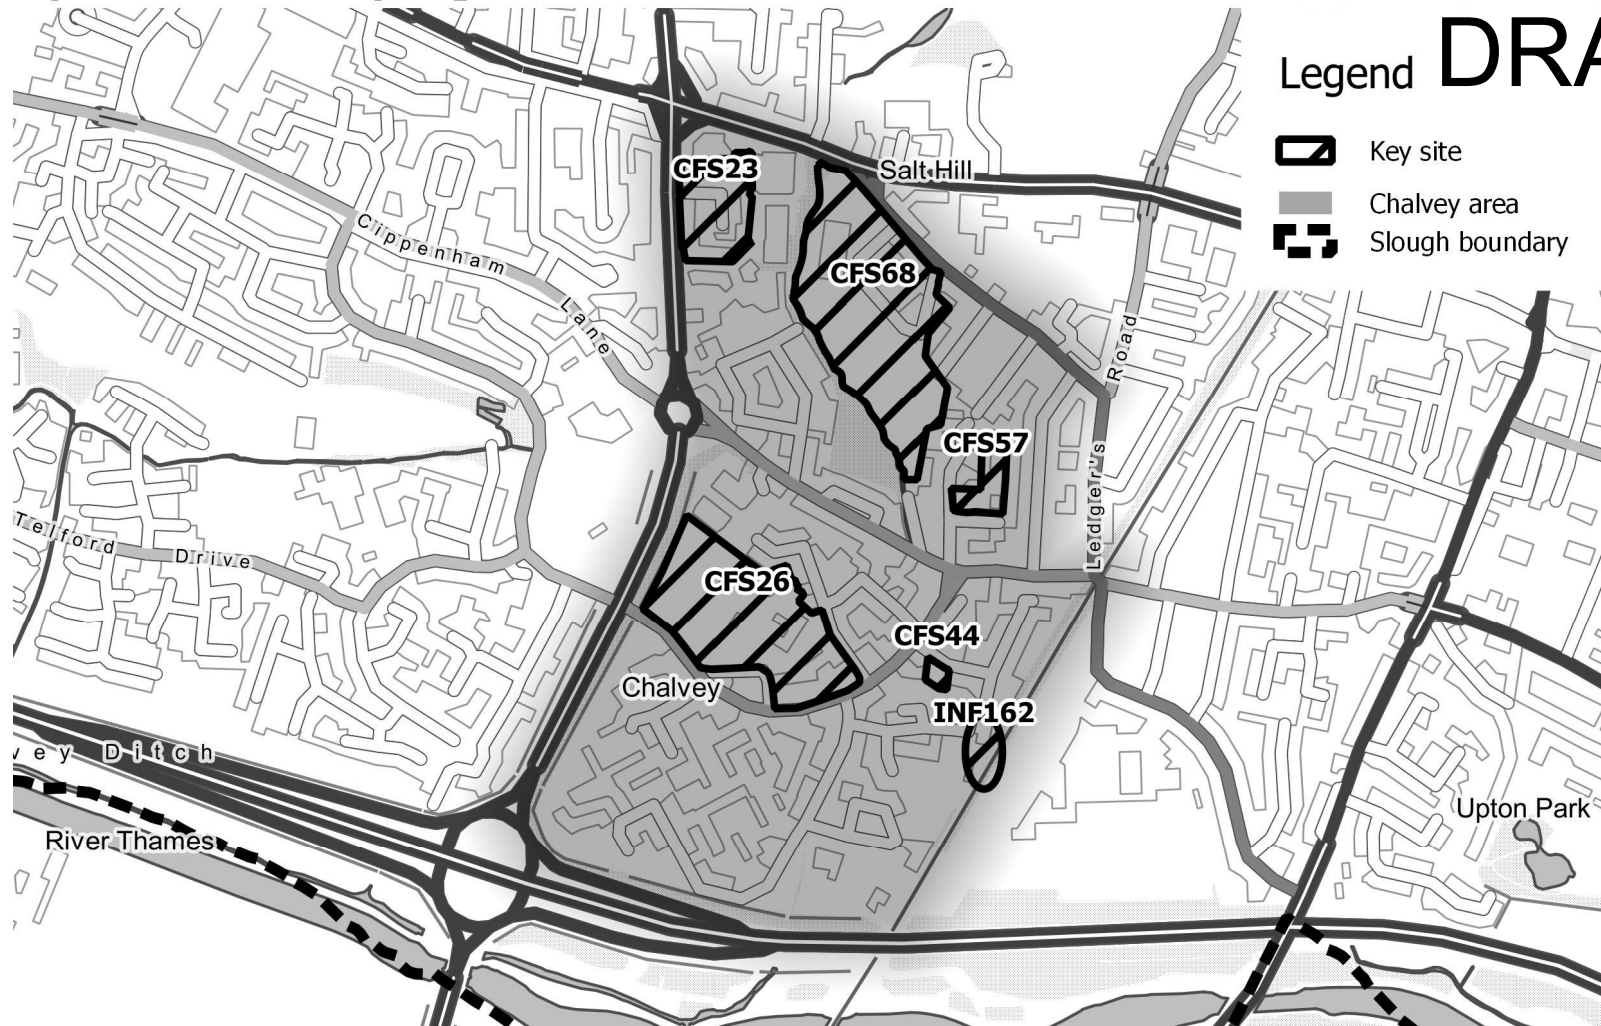 Legend DRA
Key site
Chalvey area
Slough boundary
CFS23
Salt Hill
Cippenham
Lane
CFS68
Road
CFS57
Ledger's
Telford
Drive
CFS26
CFS44
Chalvey
INF162
vey Ditch
Upton Park
River Thames